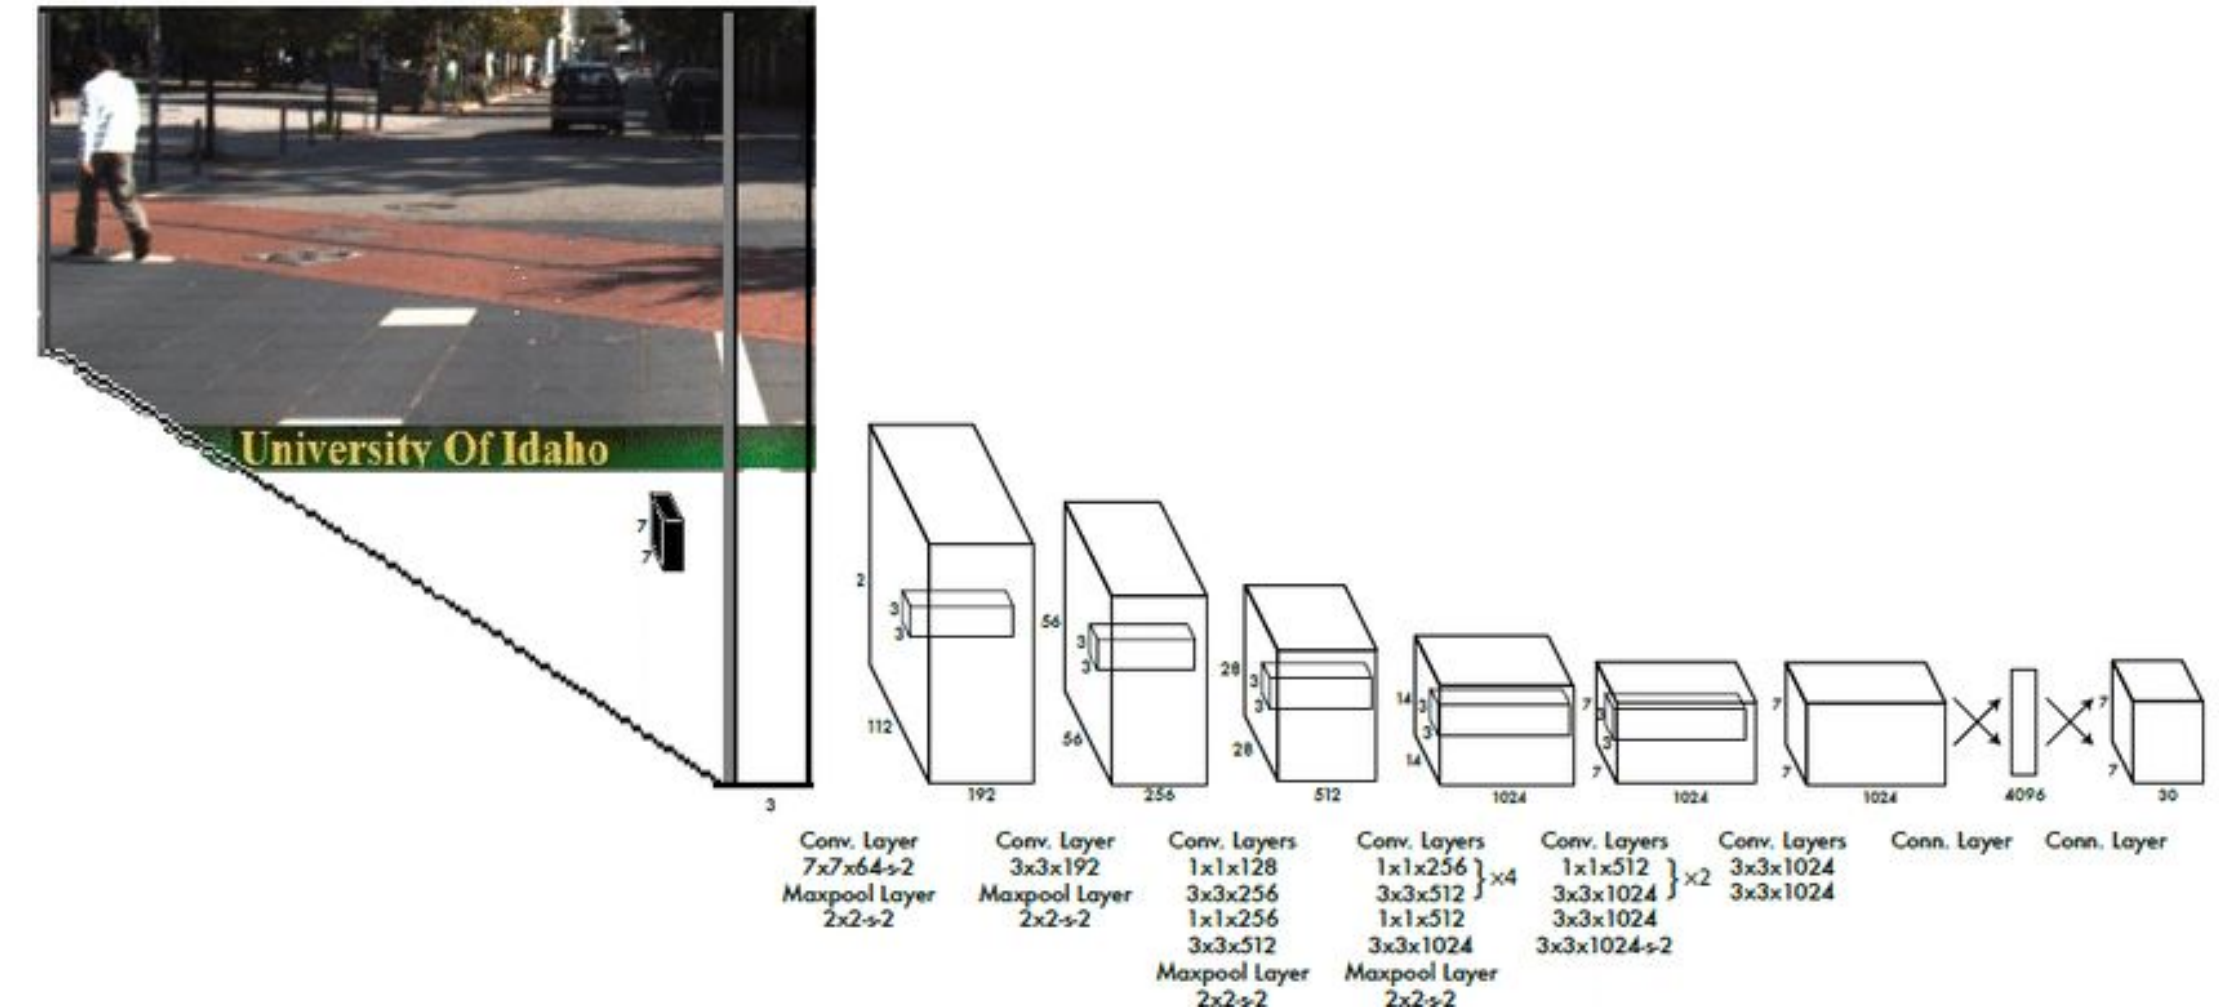 University Of Idaho
7
7
3
2
112
3
3
192
56
56
3
3
256
28
28
3
3
512
14
14
3
3
1024
7
7
3
3
1024
7
7
1024
4096
7
7
30
Conv. Layer
7x7x64-s-2
Maxpool Layer
2x2-s-2
Conv. Layer
3x3x192
Maxpool Layer
2x2-s-2
Conv. Layers
1x1x128
3x3x256
1x1x256
3x3x512
Maxpool Layer
2x2-s-2
Conv. Layers
1x1x256
3x3x512 }×4
1x1x512
3x3x1024
Maxpool Layer
2x2-s-2
Conv. Layers
1x1x512
3x3x1024 }×2
3x3x1024
3x3x1024-s-2
Conv. Layers
3x3x1024
3x3x1024
Conn. Layer
Conn. Layer